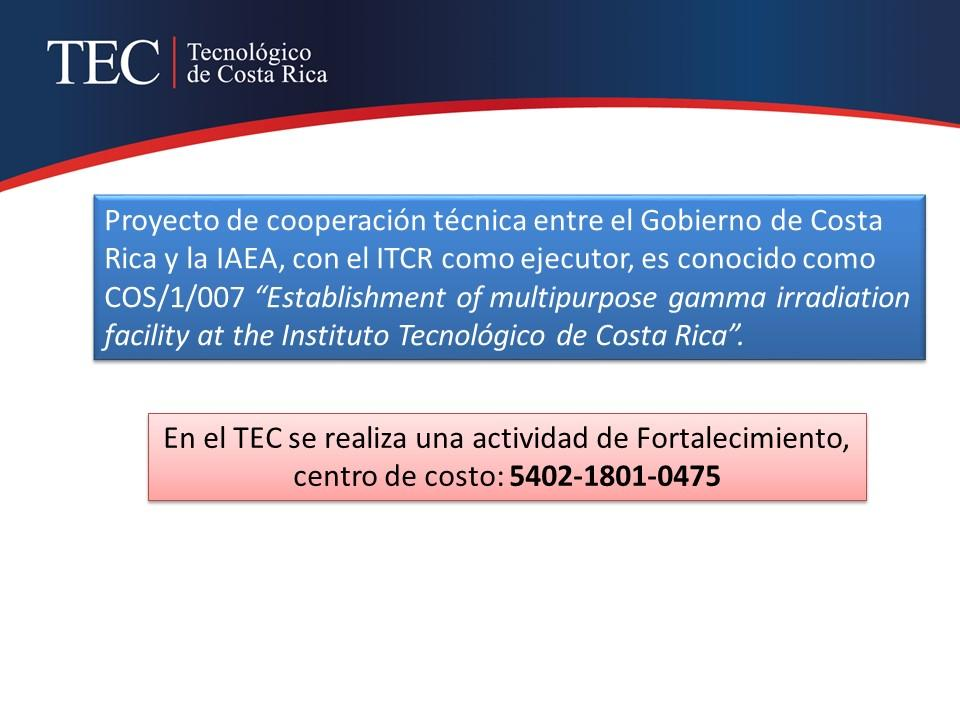 TEC
Tecnológico
de Costa Rica
Proyecto de cooperación técnica entre el Gobierno de Costa
Rica y la IAEA, con el ITCR como ejecutor, es conocido como
COS/1/007 “Establishment of multipurpose gamma irradiation
facility at the Instituto Tecnológico de Costa Rica”.
En el TEC se realiza una actividad de Fortalecimiento,
centro de costo: 5402-1801-0475